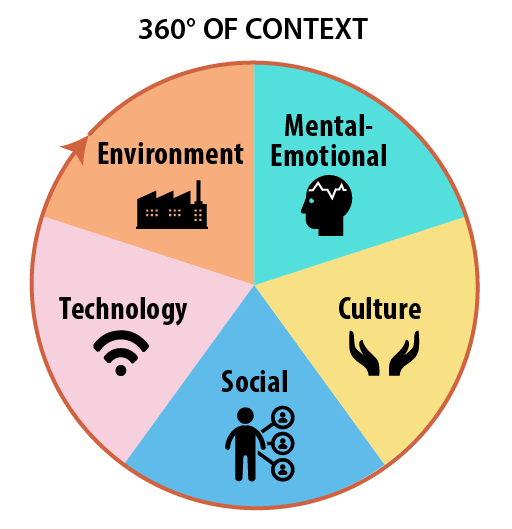 360° OF CONTEXT
Environment
Mental-
Emotional
Technology
Culture
Social